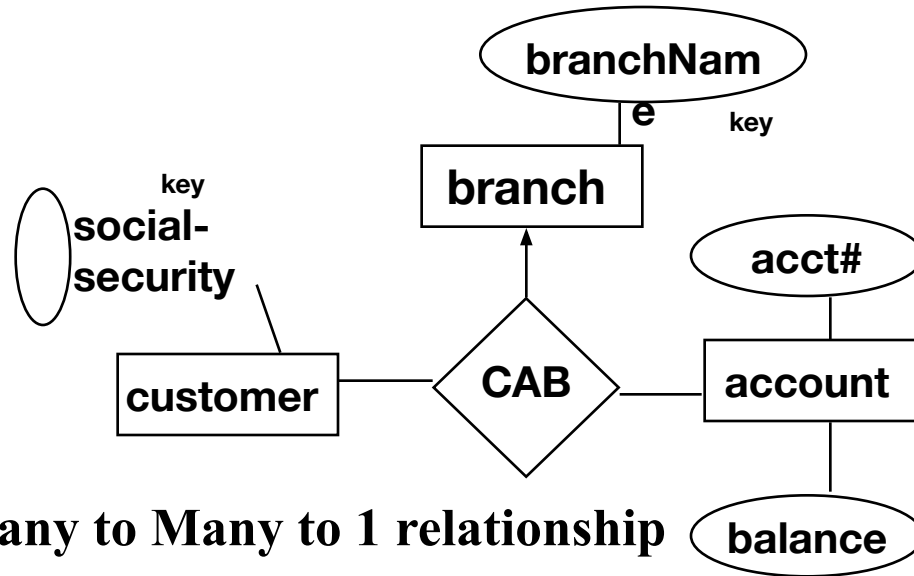 branchNam
e
key
branch
key
social-
security
acct#
CAB
account
customer
any to Many to 1 relationship
balance